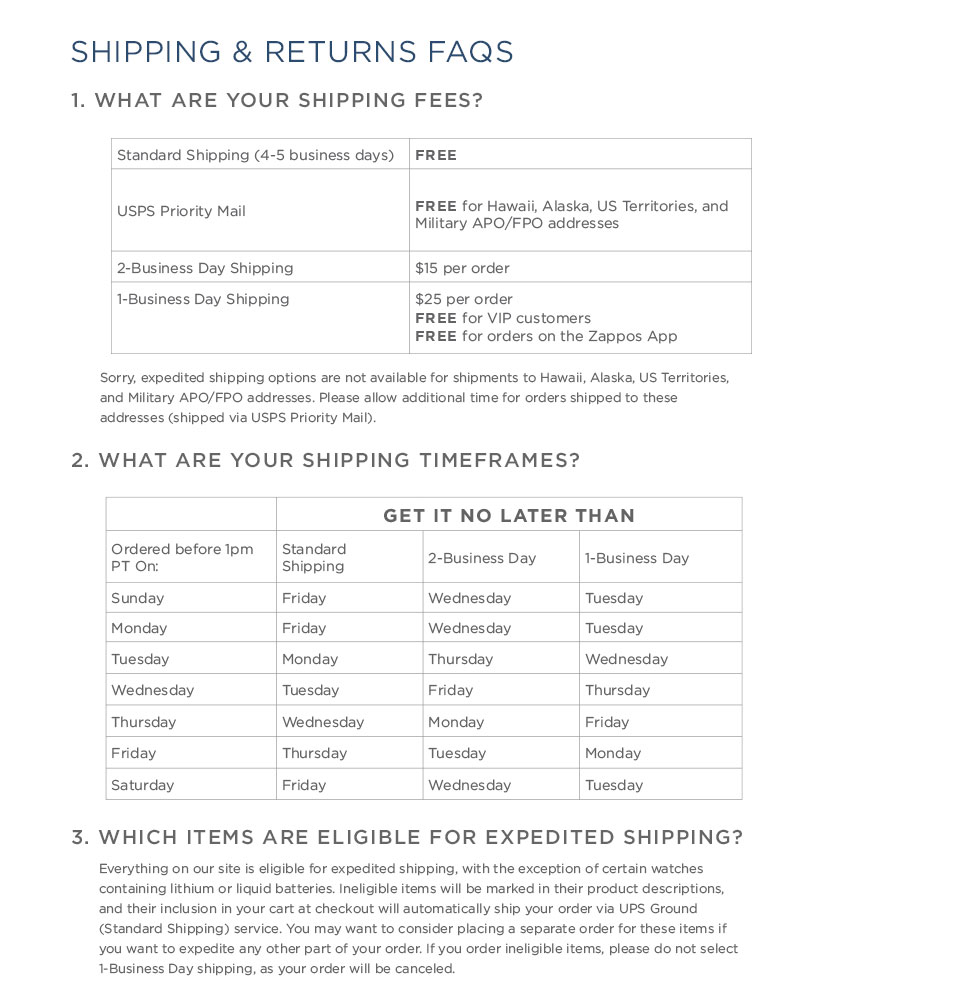 SHIPPING & RETURNS FAQS
1. WHAT ARE YOUR SHIPPING FEES?
Standard Shipping (4-5 business days) FREE
USPS Priority Mail
FREE for Hawaii, Alaska, US Territories, and
Military APO/FPO addresses
2-Business Day Shipping $15 per order
1-Business Day Shipping $25 per order
FREE for VIP customers
FREE for orders on the Zappos App
Sorry, expedited shipping options are not available for shipments to Hawaii, Alaska, US Territories,
and Military APO/FPO addresses. Please allow additional time for orders shipped to these
addresses (shipped via USPS Priority Mail).
2. WHAT ARE YOUR SHIPPING TIMEFRAMES?
GET IT NO LATER THAN
Ordered before 1pm
PT On:
Standard
Shipping
2-Business Day
1-Business Day
Sunday Friday Wednesday Tuesday
Monday Friday Wednesday Tuesday
Tuesday Monday Thursday Wednesday
Wednesday Tuesday Friday Thursday
Thursday Wednesday Monday Friday
Friday Thursday Tuesday Monday
Saturday Friday Wednesday Tuesday
3. WHICH ITEMS ARE ELIGIBLE FOR EXPEDITED SHIPPING?
Everything on our site is eligible for expedited shipping, with the exception of certain watches
containing lithium or liquid batteries. Ineligible items will be marked in their product descriptions,
and their inclusion in your cart at checkout will automatically ship your order via UPS Ground
(Standard Shipping) service. You may want to consider placing a separate order for these items if
you want to expedite any other part of your order. If you order ineligible items, please do not select
1-Business Day shipping, as your order will be canceled.